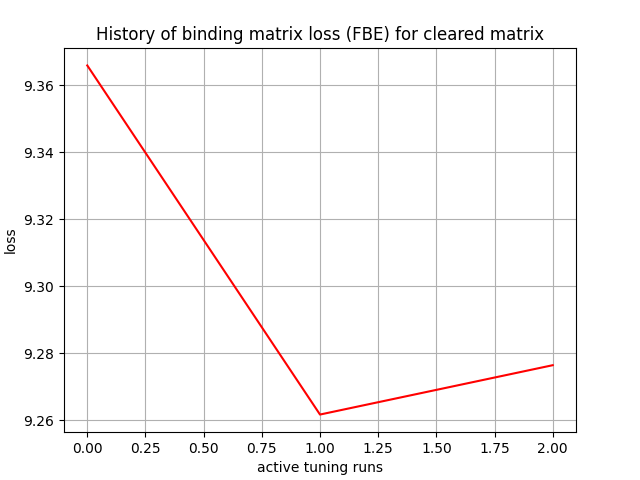 History of binding matrix loss (FBE) for cleared matrix
9.36
9.34
9.32
9.30
9.28
9.26
loss
0.00 0.25 0.50 0.75 1.00 1.25 1.50 1.75 2.00
active tuning runs